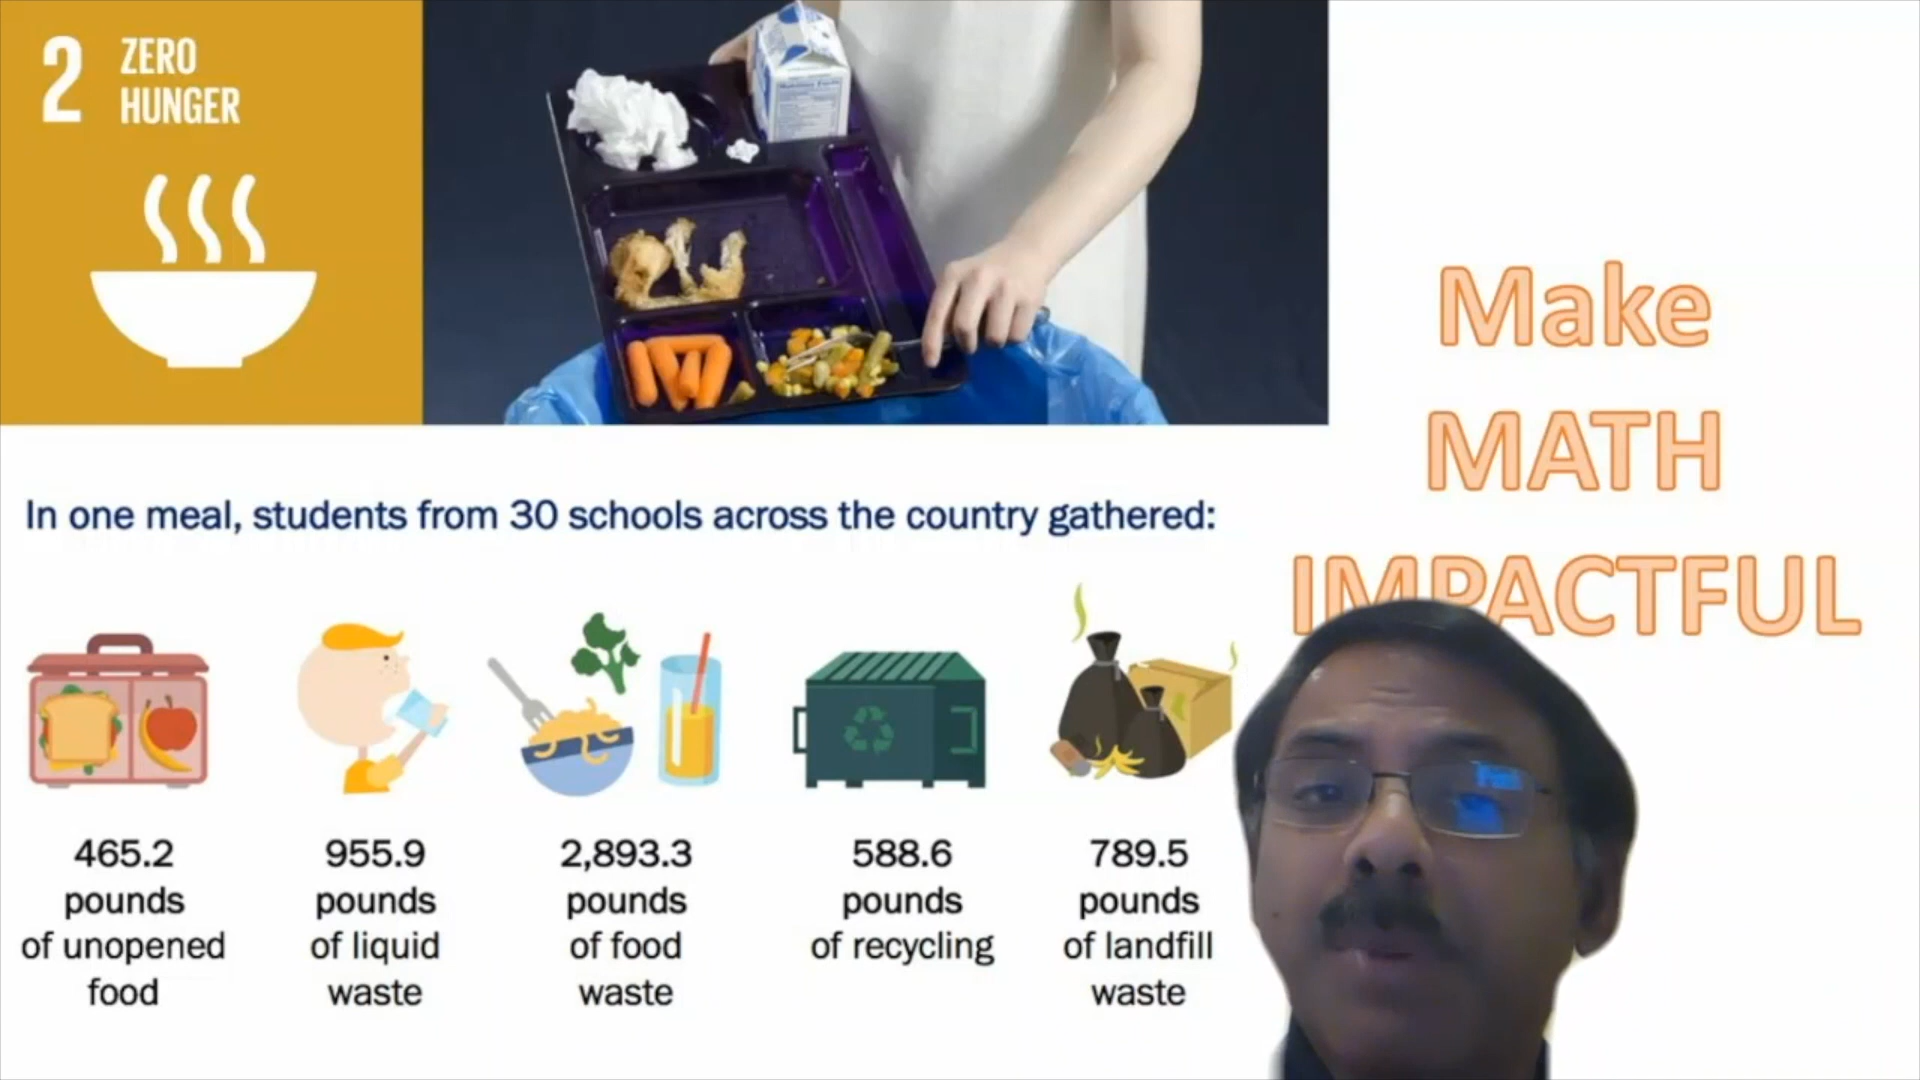 2 ZERO
HUNGER
Make
MATH
IMPACTFUL
In one meal, students from 30 schools across the country gathered:
465.2
pounds
of unopened
food
955.9
pounds
of liquid
waste
2,893.3
pounds
of food
waste
588.6
pounds
of recycling
789.5
pounds
of landfill
waste